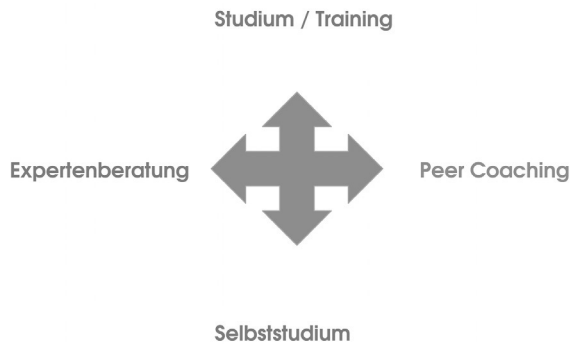 Studium / Training
Expertenberatung
Peer Coaching
Selbststudium